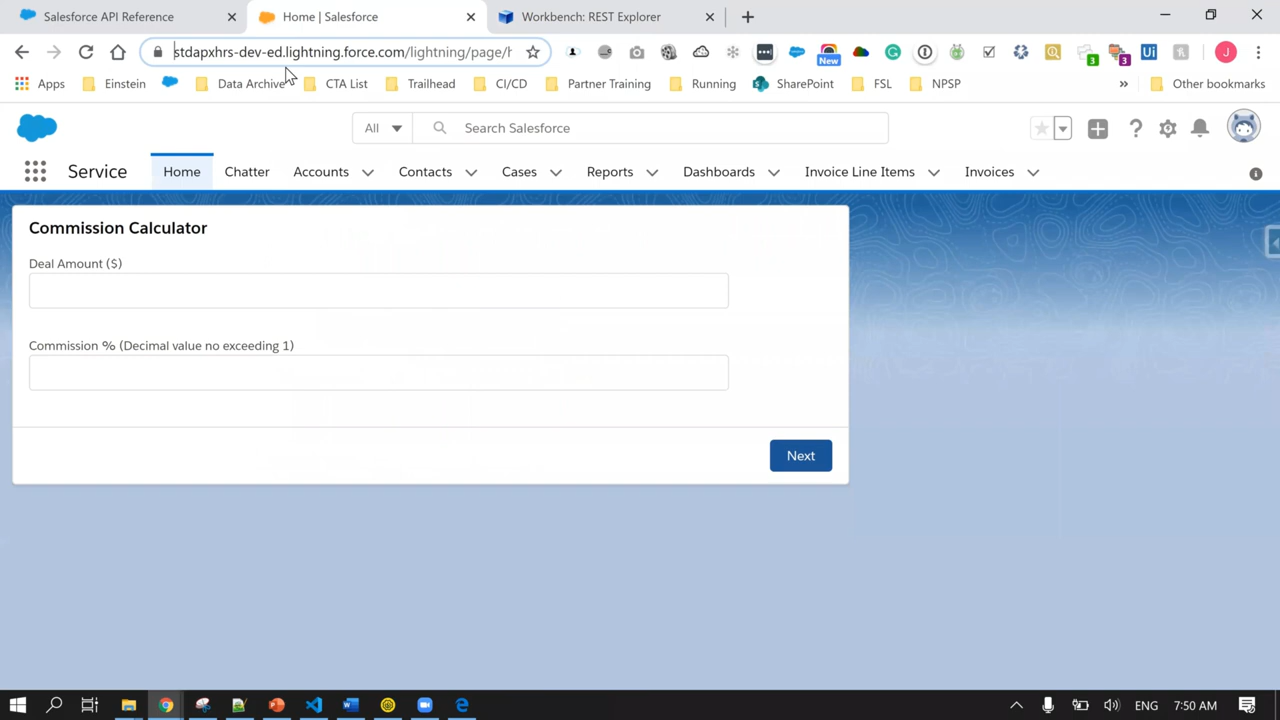 Salesforce API Reference
Home | Salesforce
Workbench: REST Explorer
stdapxhrs-dev-ed.lightning.force.com/lightning/page/h
New
3
3
Ui
J
Apps
Einstein
Data Archive
CTA List
Trailhead
CI/CD
Partner Training
Running
SharePoint
FSL
NPSP
»
Other bookmarks
All
Search Salesforce
Service
Home
Chatter
Accounts
Contacts
Cases
Reports
Dashboards
Invoice Line Items
Invoices
Commission Calculator
Deal Amount ($)
Commission % (Decimal value no exceeding 1)
Next
ENG
7:50 AM